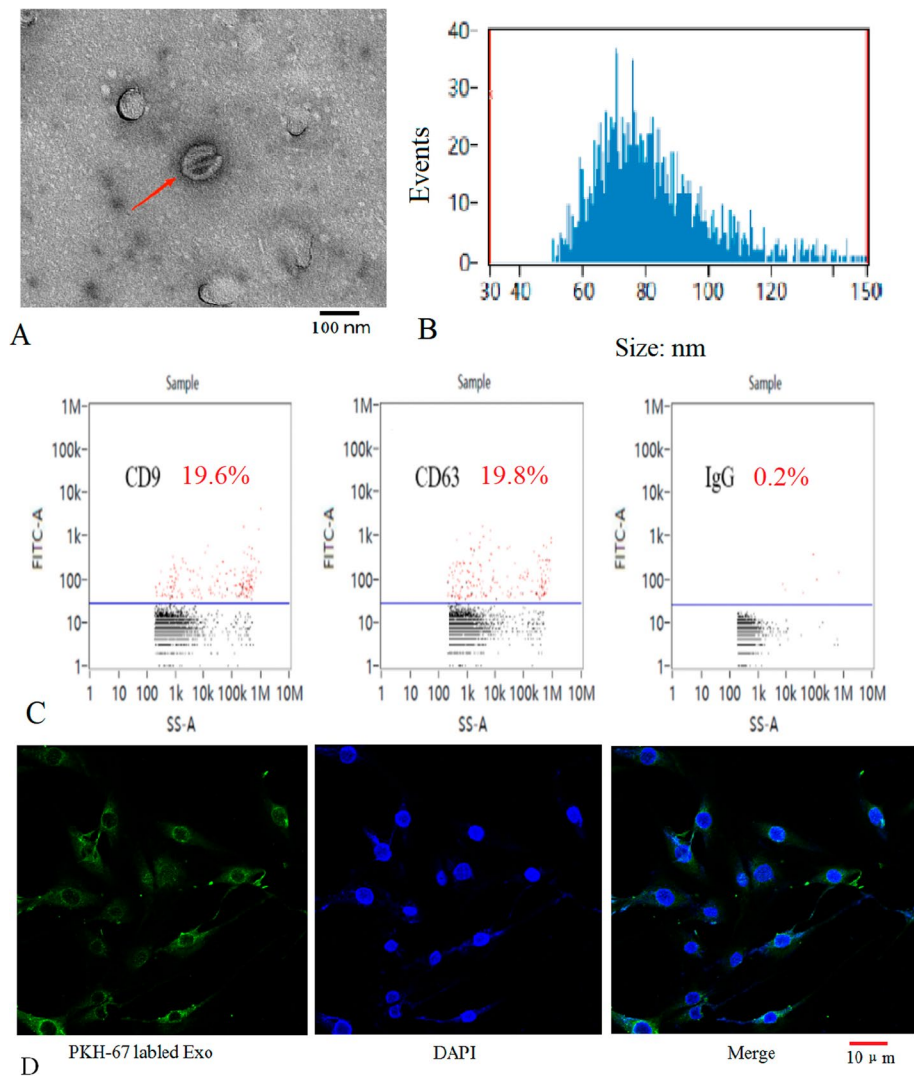 100 nm
A
40
30
20
10
0
Events
30 40 60 80 100 120 150
Size: nm
B
Sample
1M
100k
10k
1k
100
10
1
FITC-A
CD9 19.6%
1 10 100 1k 10k 100k 1M 10M
SS-A
Sample
1M
100k
10k
1k
100
10
1
FITC-A
CD63 19.8%
1 10 100 1k 10k 100k 1M 10M
SS-A
Sample
1M
100k
10k
1k
100
10
1
FITC-A
IgG 0.2%
1 10 100 1k 10k 100k 1M 10M
SS-A
C
PKH-67 labled Exo
DAPI
Merge
10 μm
D